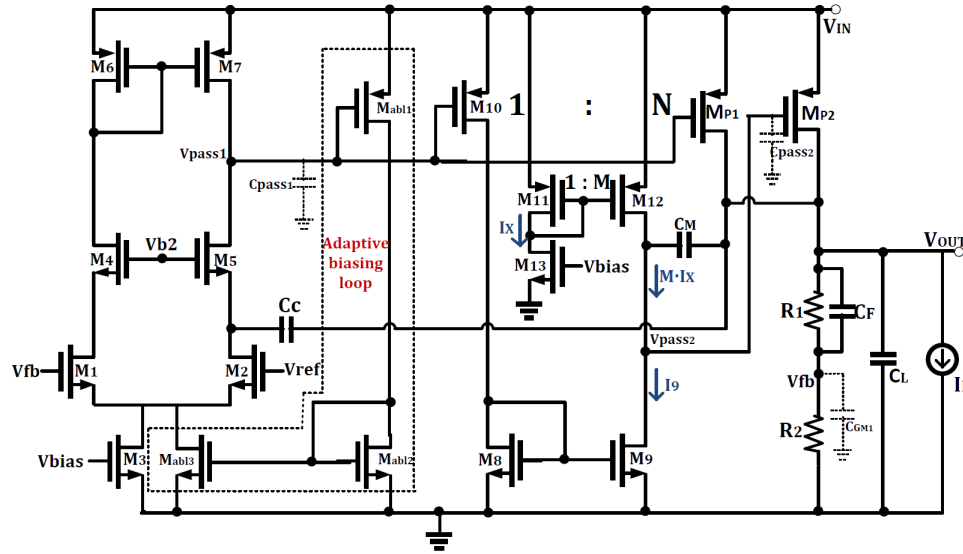 VIN
M6
M7
Mabl1
M10
1 : N
MP1
MP2
Vpass1
Cpass1
Cpass2
M11
1 : M
M12
IX
CM
M4
Vb2
M5
Adaptive
biasing
loop
M13
Vbias
M·IX
VOUT
Cc
R1
CF
Vpass2
Vfb
M1
M2
Vref
I9
Vfb
CL
I
R2
CGM1
Vbias
M3
Mabl3
Mabl2
M8
M9